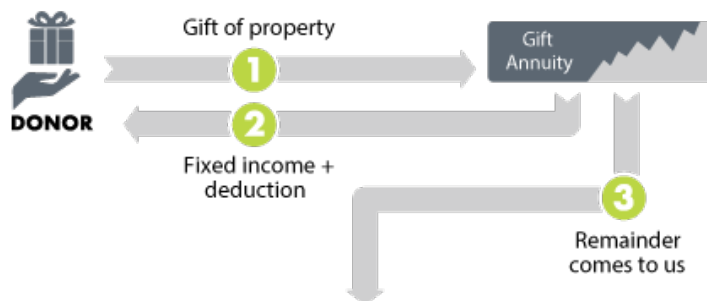 Gift of property
Gift
Annuity
1
DONOR
2
Fixed income +
deduction
3
Remainder
comes to us